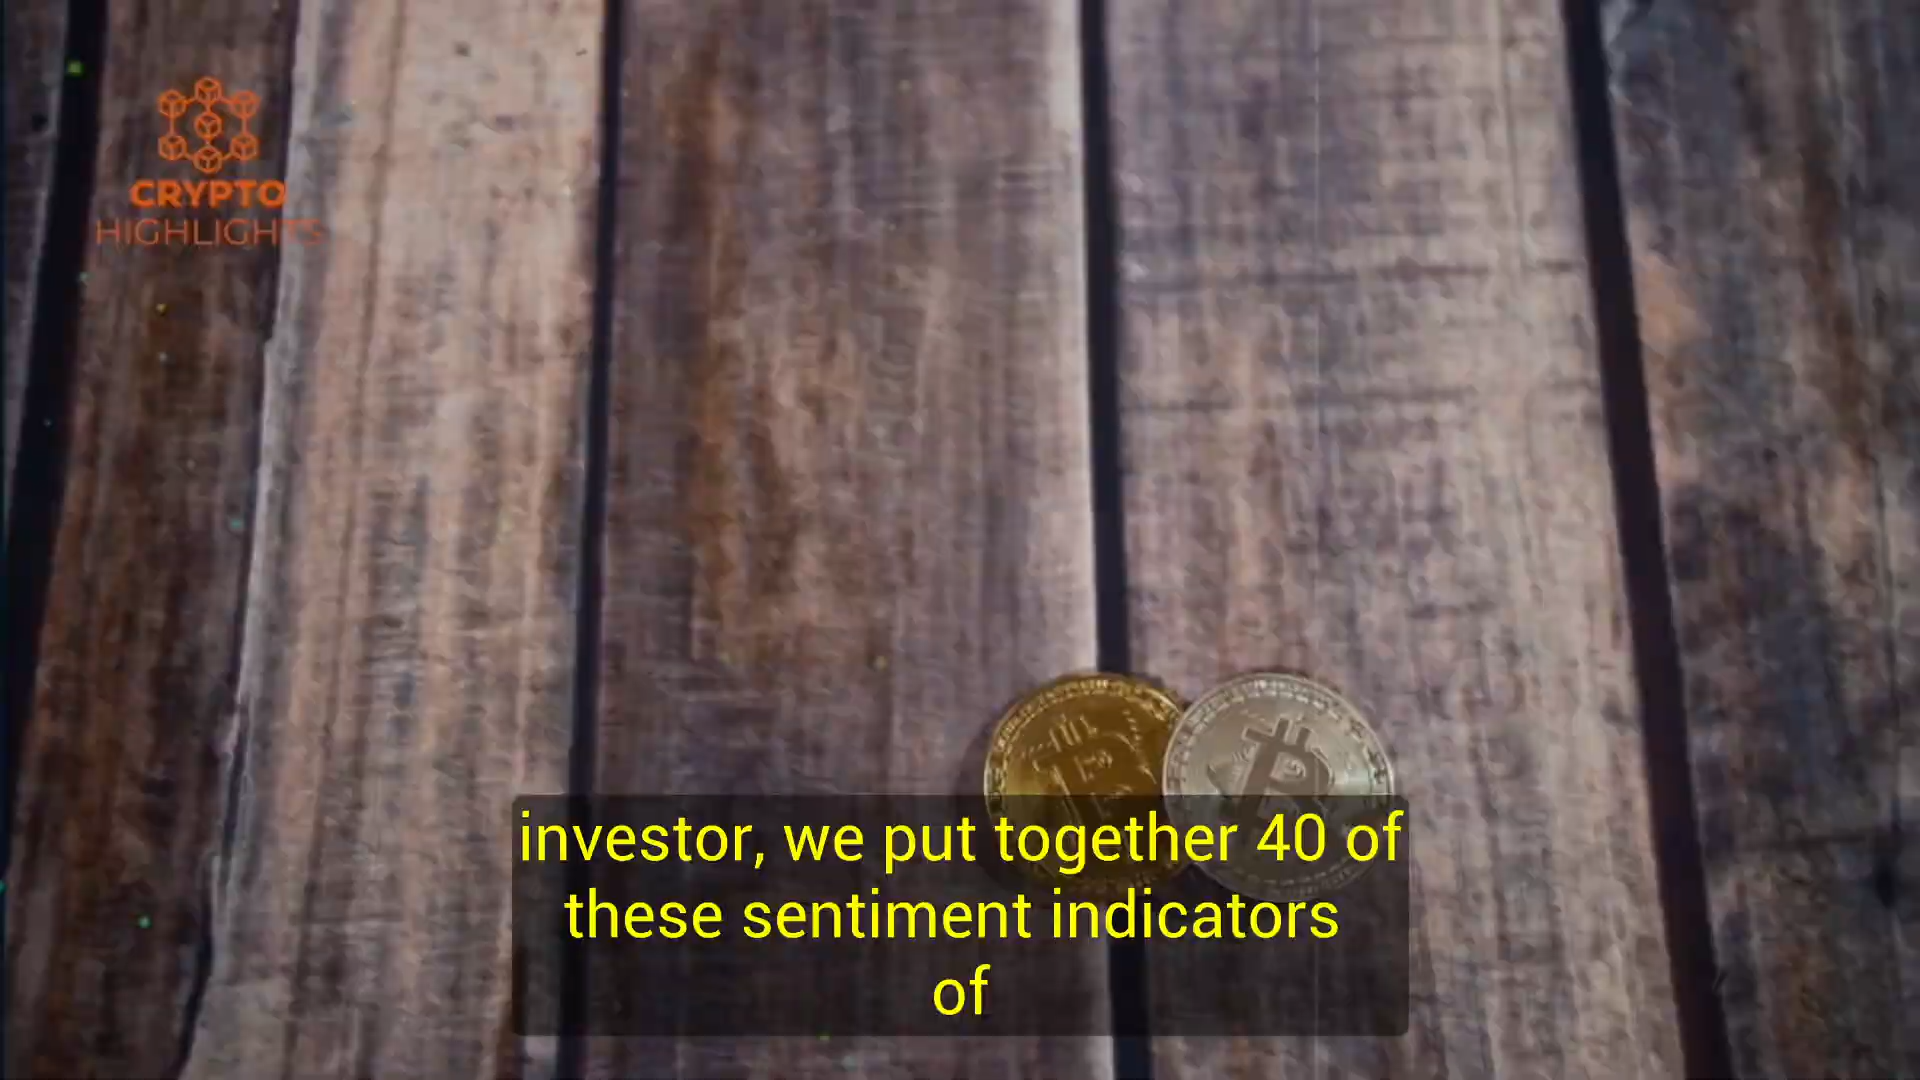 CRYPTO
HIGHLIGHTS
investor, we put together 40 of
these sentiment indicators
of